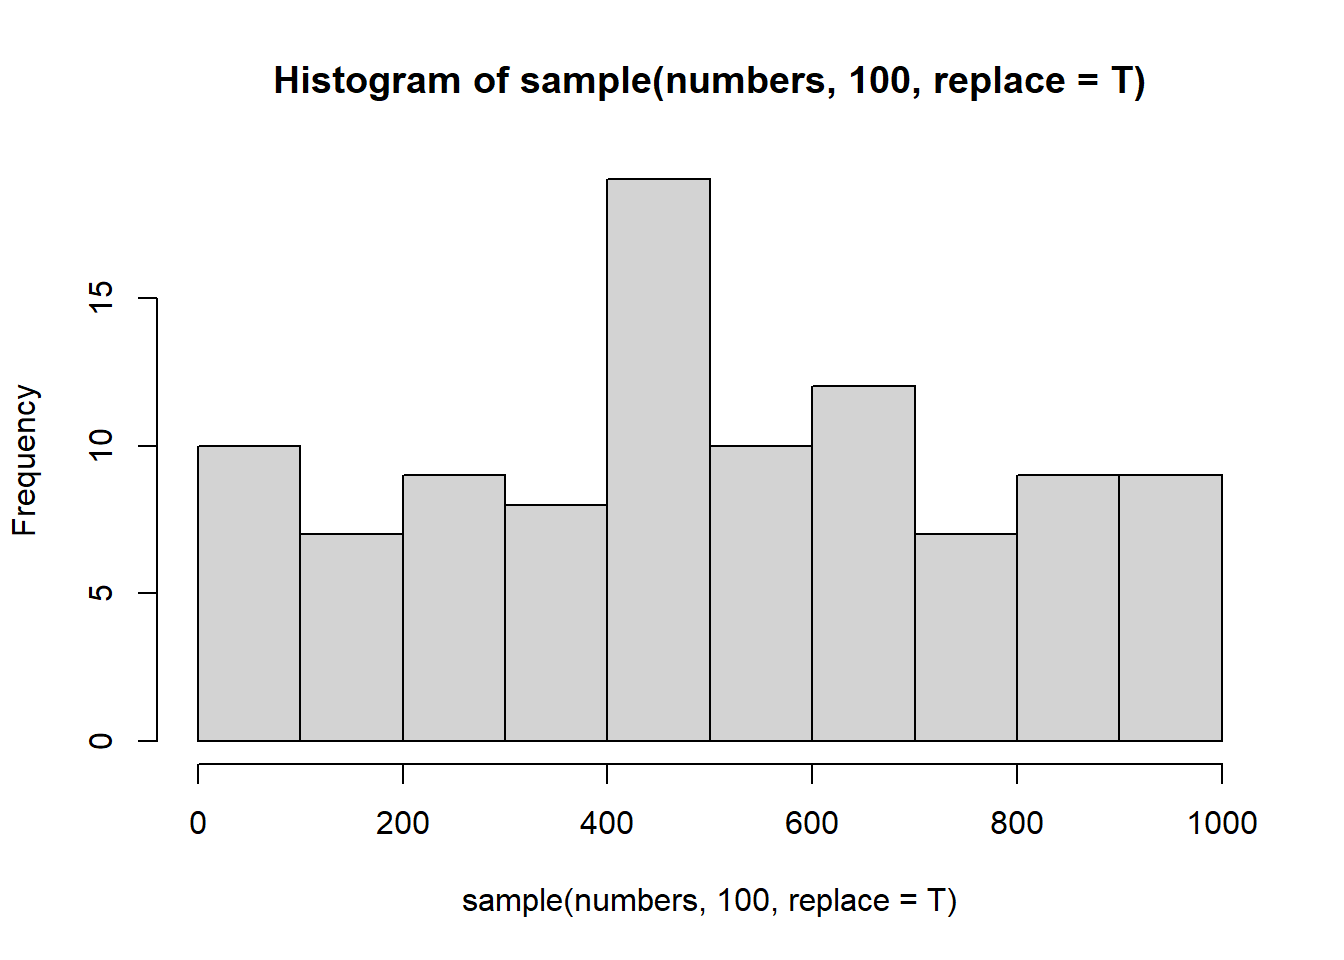 Histogram of sample(numbers, 100, replace = T)
Frequency
15
10
5
0
0 200 400 600 800 1000
sample(numbers, 100, replace = T)